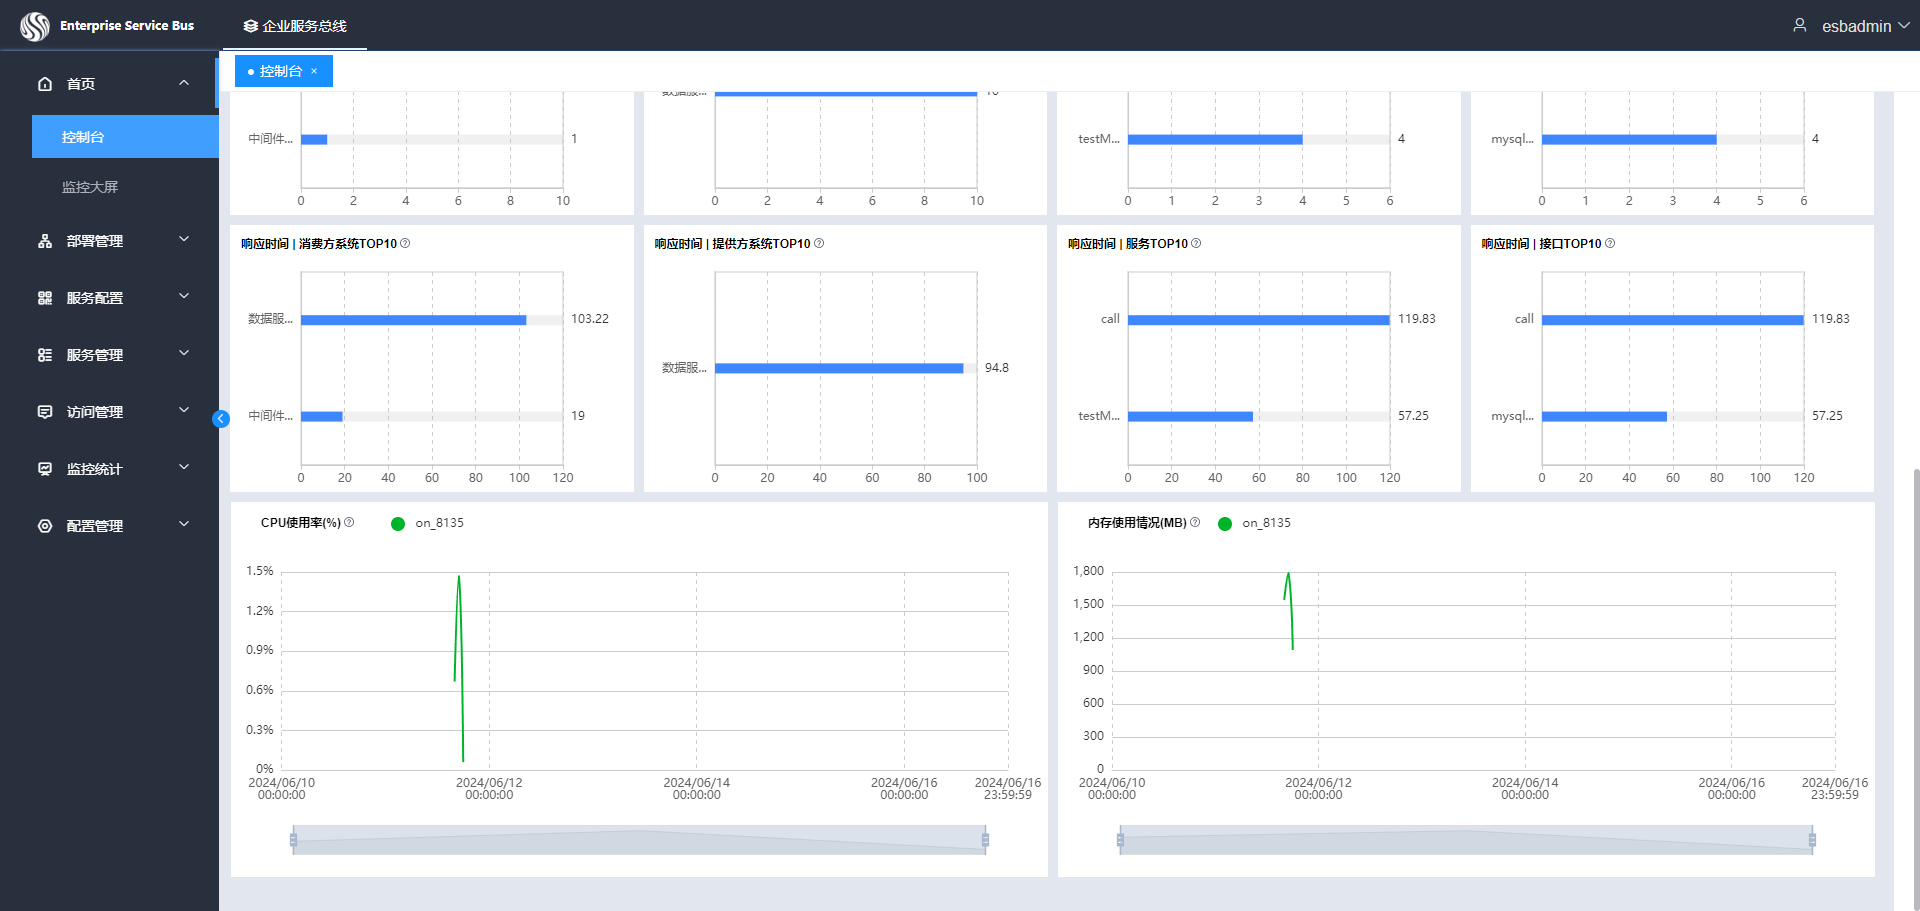 Enterprise Service Bus
企业服务总线
esbadmin
首页
控制台
监控大屏
部署管理
服务配置
服务管理
访问管理
监控统计
配置管理
控制台 ×
中间件... 1
0 2 4 6 8 10
数据服... 10
0 2 4 6 8 10
testM... 4
0 1 2 3 4 5 6
mysql... 4
0 1 2 3 4 5 6
响应时间 | 消费方系统TOP10
数据服... 103.22
中间件... 19
0 20 40 60 80 100 120
响应时间 | 提供方系统TOP10
数据服... 94.8
0 20 40 60 80 100
响应时间 | 服务TOP10
call 119.83
testM... 57.25
0 20 40 60 80 100 120
响应时间 | 接口TOP10
call 119.83
mysql... 57.25
0 20 40 60 80 100 120
CPU使用率(%) on_8135
1.5%
1.2%
0.9%
0.6%
0.3%
0%
2024/06/10 2024/06/12 2024/06/14 2024/06/16 2024/06/16
00:00:00 00:00:00 00:00:00 00:00:00 23:59:59
内存使用情况(MB) on_8135
1,800
1,500
1,200
900
600
300
0
2024/06/10 2024/06/12 2024/06/14 2024/06/16 2024/06/16
00:00:00 00:00:00 00:00:00 00:00:00 23:59:59